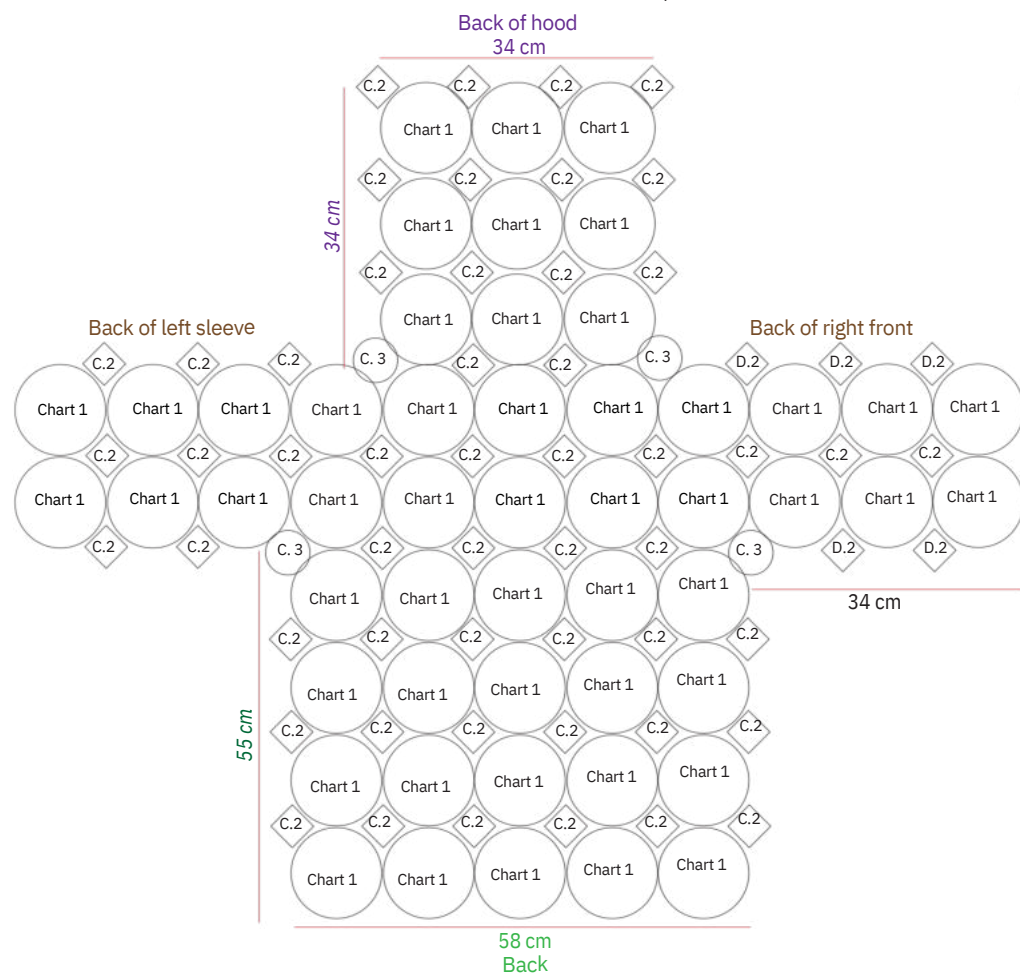 Back of hood
34 cm
C.2 C.2 C.2 C.2
Chart 1 Chart 1 Chart 1
C.2 C.2 C.2 C.2
34 cm
Chart 1 Chart 1 Chart 1
C.2 C.2 C.2 C.2
Chart 1 Chart 1 Chart 1
Back of left sleeve Back of right front
C.2 C.2 C.2 C. 3 C.2 C.2 C. 3 D.2 D.2 D.2
Chart 1 Chart 1 Chart 1 Chart 1 Chart 1 Chart 1 Chart 1 Chart 1 Chart 1 Chart 1 Chart 1
C.2 C.2 C.2 C.2 C.2 C.2 C.2 C.2 C.2 C.2
Chart 1 Chart 1 Chart 1 Chart 1 Chart 1 Chart 1 Chart 1 Chart 1 Chart 1 Chart 1 Chart 1
C.2 C.2 C. 3 C.2 C.2 C.2 C.2 C. 3 D.2 D.2
Chart 1 Chart 1 Chart 1 Chart 1 Chart 1
34 cm
C.2 C.2 C.2 C.2 C.2 C.2
Chart 1 Chart 1 Chart 1 Chart 1 Chart 1
55 cm
C.2 C.2 C.2 C.2 C.2 C.2
Chart 1 Chart 1 Chart 1 Chart 1 Chart 1
C.2 C.2 C.2 C.2 C.2 C.2
Chart 1 Chart 1 Chart 1 Chart 1 Chart 1
58 cm
Back